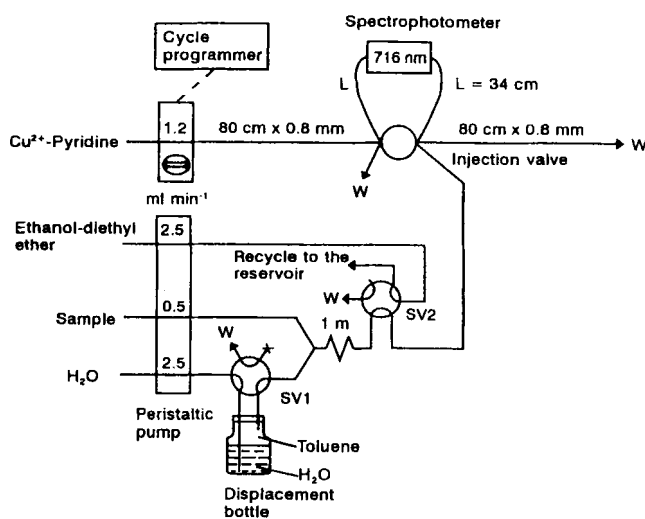 Spectrophotometer
Cycle
programmer
716 nm
L
L = 34 cm
1.2
80 cm x 0.8 mm
80 cm x 0.8 mm
Cu²⁺-Pyridine
W
Injection valve
W
ml min⁻¹
Ethanol-diethyl
ether
2.5
Recycle to the
reservoir
W
SV2
Sample
0.5
W
1 m
H₂O
2.5
SV1
Peristaltic
pump
Toluene
H₂O
Displacement
bottle